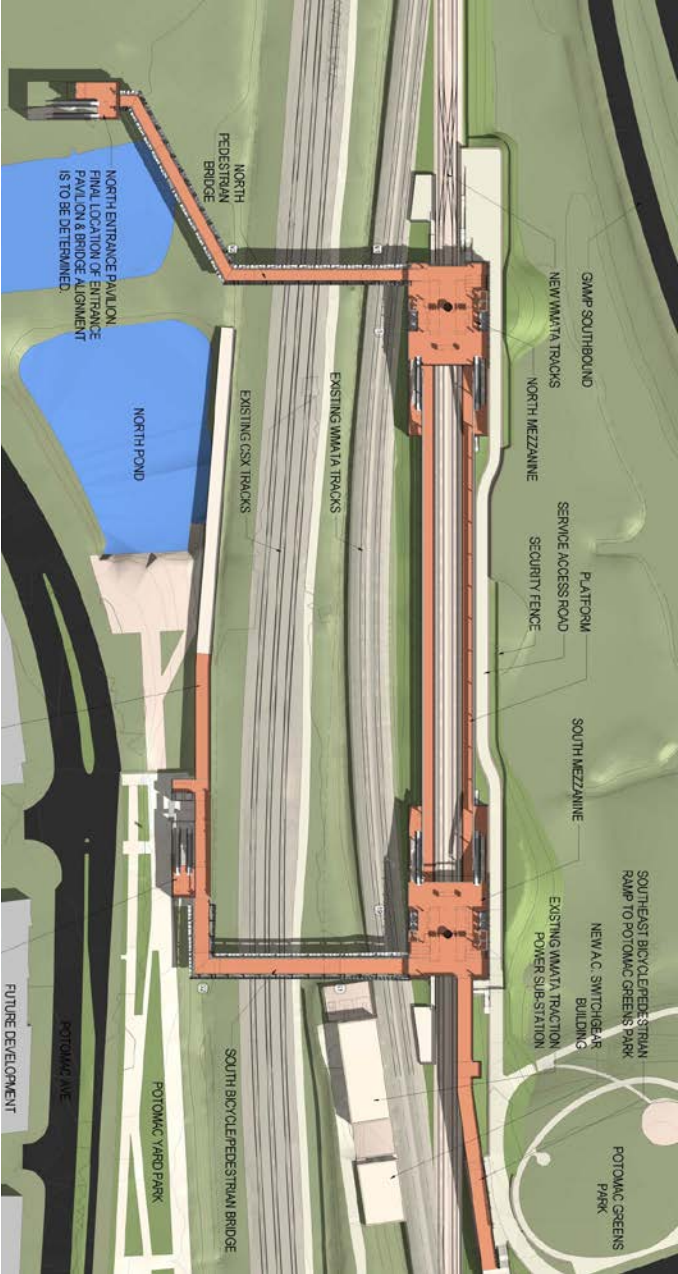 GWMP SOUTHBOUND
NEW WMATA TRACKS
NORTH MEZZANINE
PLATFORM
SERVICE ACCESS ROAD
SECURITY FENCE
SOUTH MEZZANINE
SOUTHEAST BICYCLE/PEDESTRIAN
RAMP TO POTOMAC GREENS PARK
NEW A.C. SWITCHGEAR
BUILDING
EXISTING WMATA TRACTION
POWER SUB-STATION
POTOMAC GREENS
PARK
NORTH
PEDESTRIAN
BRIDGE
EXISTING WMATA TRACKS
EXISTING CSX TRACKS
SOUTH BICYCLE/PEDESTRIAN BRIDGE
NORTH ENTRANCE PAVILION.
FINAL LOCATION OF ENTRANCE
PAVILION & BRIDGE ALIGNMENT
IS TO BE DETERMINED.
NORTH POND
POTOMAC YARD PARK
POTOMAC AVE
FUTURE DEVELOPMENT